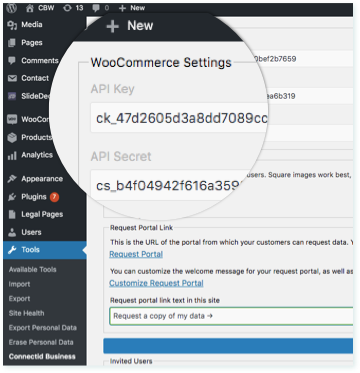 CBW 13 0 + New
Media
Pages
Comments
Contact
SlideDec
WooCom
Products
Analytics
Appearance
Plugins 7
Legal Pages
Users
Tools
Available Tools
Import
Export
Site Health
Export Personal Data
Erase Personal Data
Connectid Business
+ New
WooCommerce Settings
API Key
ck_47d2605d3a8dd7089cc
API Secret
cs_b4f04942f616a359
0bef2b7659
ea6b319
users. Square images work best,
Request Portal Link
This is the URL of the portal from which your customers can request data. Y
Request Portal
You can customize the welcome message for your request portal, as well as
Customize Request Portal
Request portal link text in this site
Request a copy of my data →
Invited Users